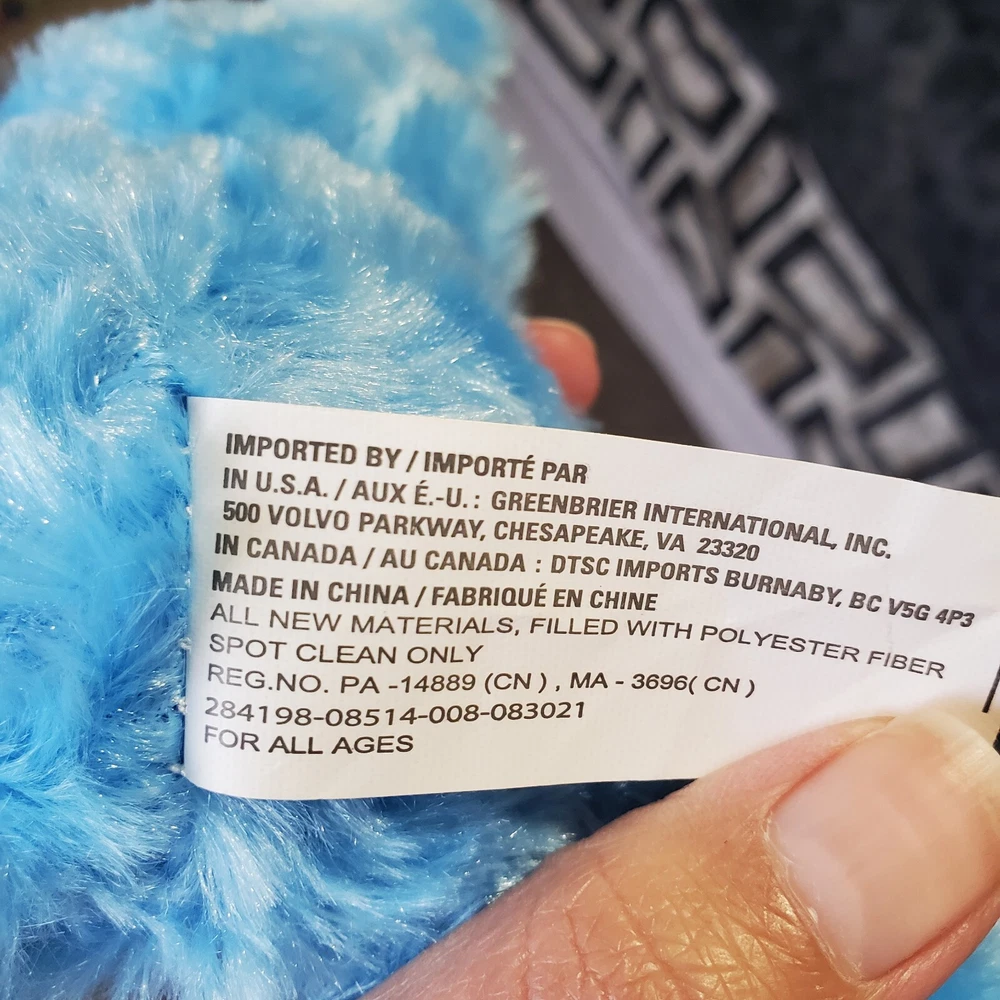 IMPORTED BY / IMPORTÉ PAR
IN U.S.A. / AUX É.-U. : GREENBRIER INTERNATIONAL, INC.
500 VOLVO PARKWAY, CHESAPEAKE, VA 23320
IN CANADA / AU CANADA : DTSC IMPORTS BURNABY, BC V5G 4P3
MADE IN CHINA / FABRIQUÉ EN CHINE
ALL NEW MATERIALS, FILLED WITH POLYESTER FIBER
SPOT CLEAN ONLY
REG.NO. PA -14889 (CN ) , MA - 3696( CN )
284198-08514-008-083021
FOR ALL AGES